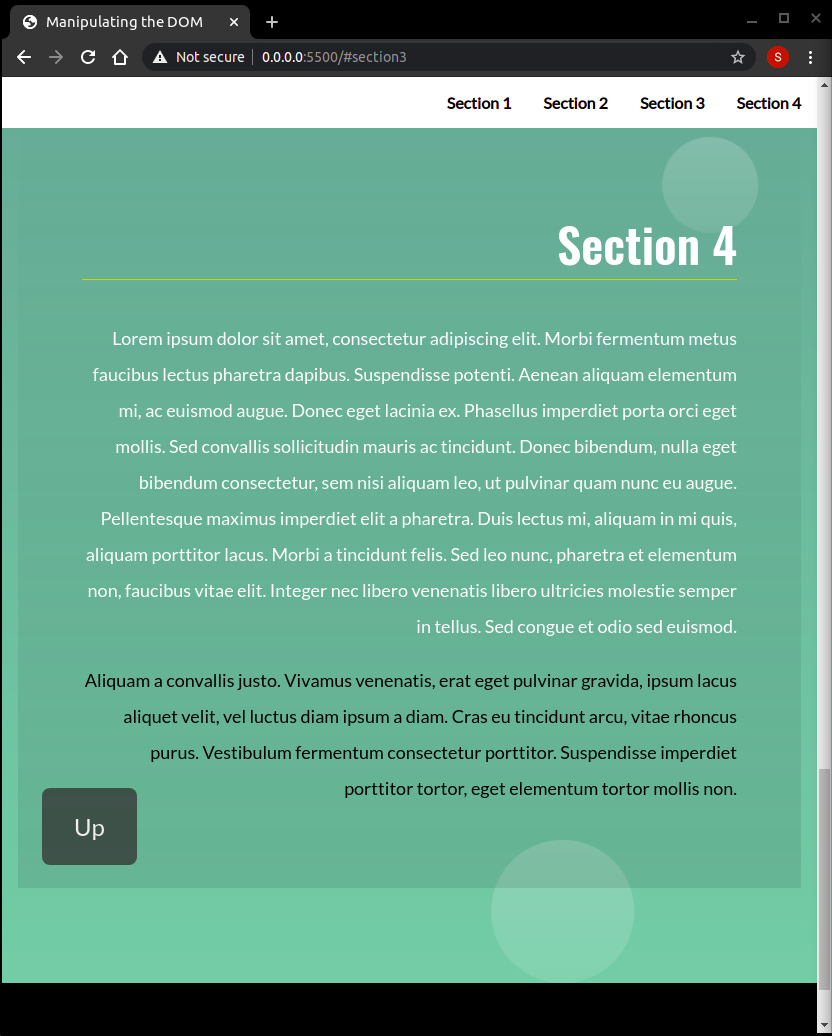 Manipulating the DOM
Not secure 0.0.0.0:5500/#section3
S
Section 1 Section 2 Section 3 Section 4
Section 4
Lorem ipsum dolor sit amet, consectetur adipiscing elit. Morbi fermentum metus
faucibus lectus pharetra dapibus. Suspendisse potenti. Aenean aliquam elementum
mi, ac euismod augue. Donec eget lacinia ex. Phasellus imperdiet porta orci eget
mollis. Sed convallis sollicitudin mauris ac tincidunt. Donec bibendum, nulla eget
bibendum consectetur, sem nisi aliquam leo, ut pulvinar quam nunc eu augue.
Pellentesque maximus imperdiet elit a pharetra. Duis lectus mi, aliquam in mi quis,
aliquam porttitor lacus. Morbi a tincidunt felis. Sed leo nunc, pharetra et elementum
non, faucibus vitae elit. Integer nec libero venenatis libero ultricies molestie semper
in tellus. Sed congue et odio sed euismod.
Aliquam a convallis justo. Vivamus venenatis, erat eget pulvinar gravida, ipsum lacus
aliquet velit, vel luctus diam ipsum a diam. Cras eu tincidunt arcu, vitae rhoncus
purus. Vestibulum fermentum consectetur porttitor. Suspendisse imperdiet
porttitor tortor, eget elementum tortor mollis non.
Up